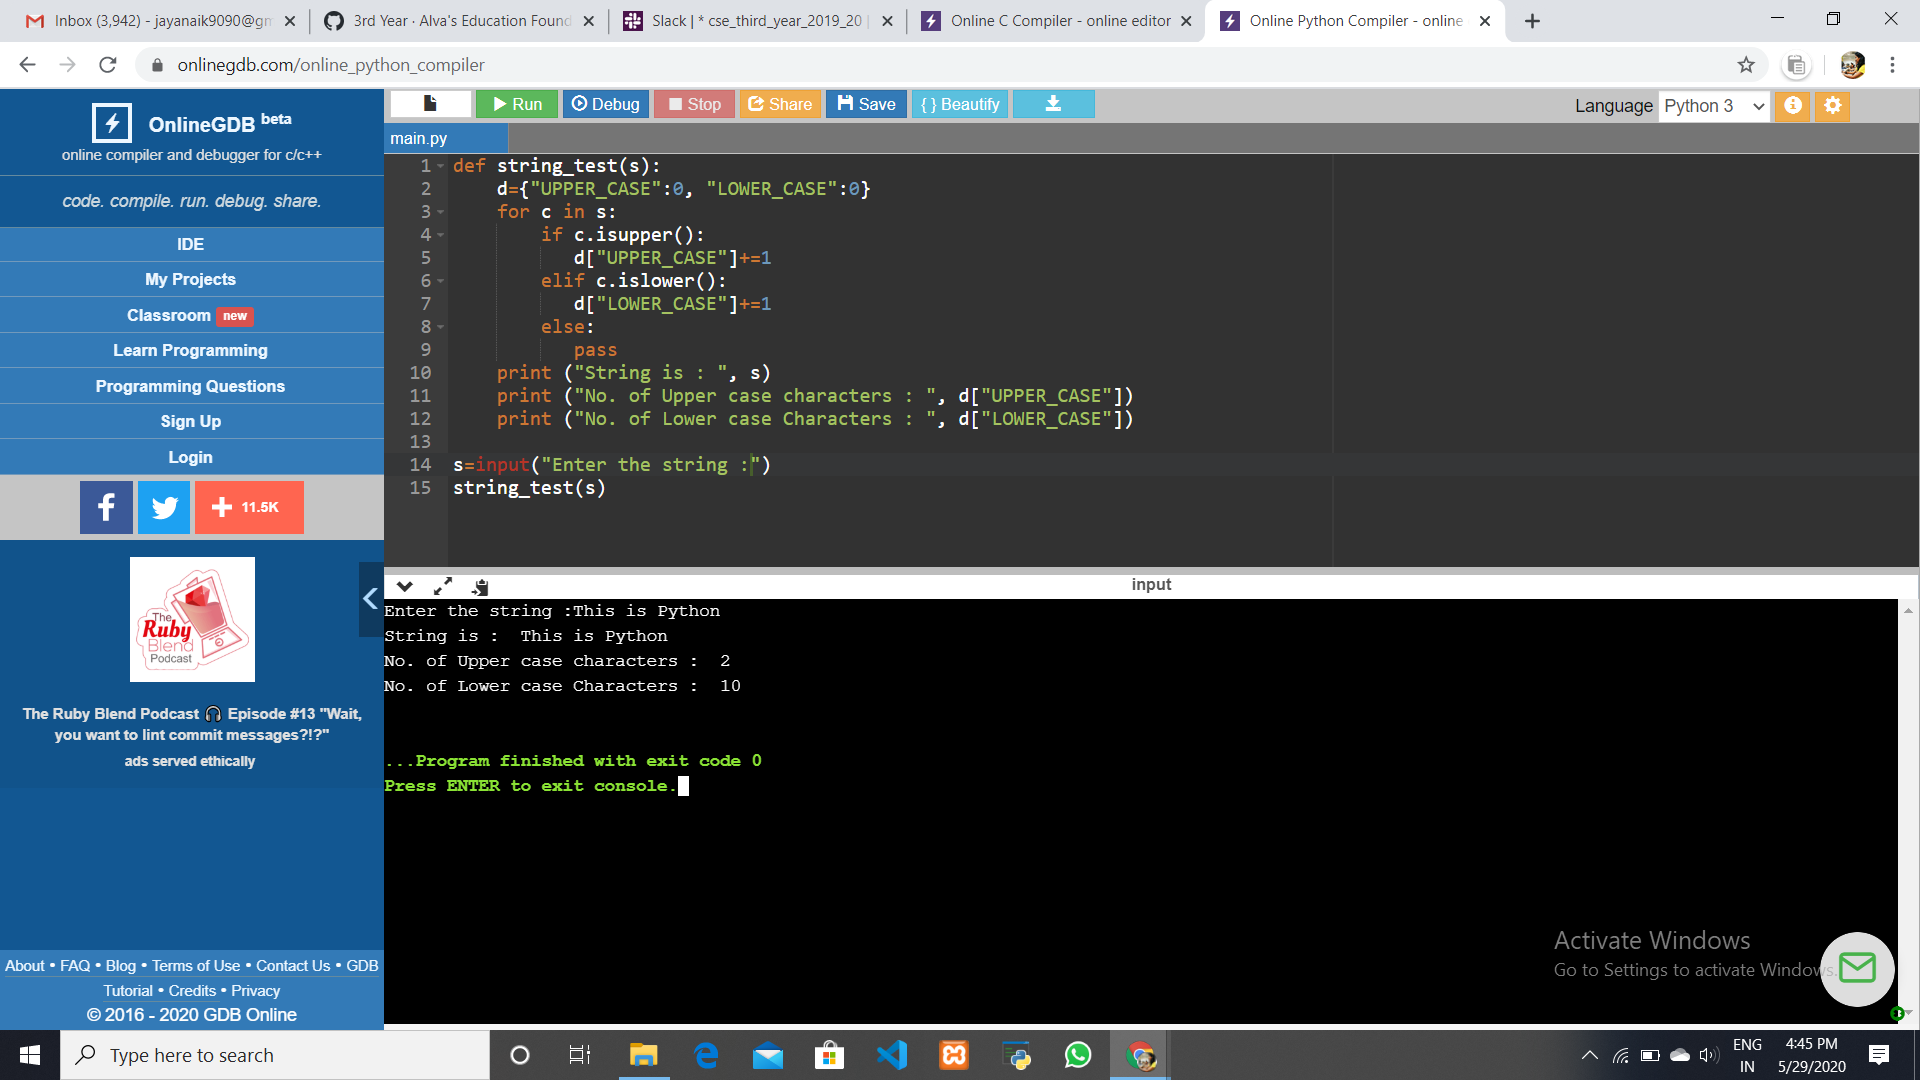 Inbox (3,942) - jayanaik9090@gm
3rd Year · Alva's Education Found
Slack | * cse_third_year_2019_20 |
Online C Compiler - online editor
Online Python Compiler - online
onlinegdb.com/online_python_compiler
OnlineGDB beta
online compiler and debugger for c/c++
code. compile. run. debug. share.
IDE
My Projects
Classroom new
Learn Programming
Programming Questions
Sign Up
Login
11.5K
The Ruby Blend Podcast
The Ruby Blend Podcast 🎧 Episode #13 "Wait,
you want to lint commit messages?!?"
ads served ethically
About • FAQ • Blog • Terms of Use • Contact Us • GDB
Tutorial • Credits • Privacy
© 2016 - 2020 GDB Online
Run Debug Stop Share Save { } Beautify
Language Python 3
main.py
1 def string_test(s):
2     d={"UPPER_CASE":0, "LOWER_CASE":0}
3     for c in s:
4         if c.isupper():
5            d["UPPER_CASE"]+=1
6         elif c.islower():
7            d["LOWER_CASE"]+=1
8         else:
9            pass
10     print ("String is : ", s)
11     print ("No. of Upper case characters : ", d["UPPER_CASE"])
12     print ("No. of Lower case Characters : ", d["LOWER_CASE"])
13
14 s=input("Enter the string :")
15 string_test(s)
input
Enter the string :This is Python
String is :  This is Python
No. of Upper case characters :  2
No. of Lower case Characters :  10
...Program finished with exit code 0
Press ENTER to exit console.
Activate Windows
Go to Settings to activate Windows.
Type here to search
ENG
IN
4:45 PM
5/29/2020